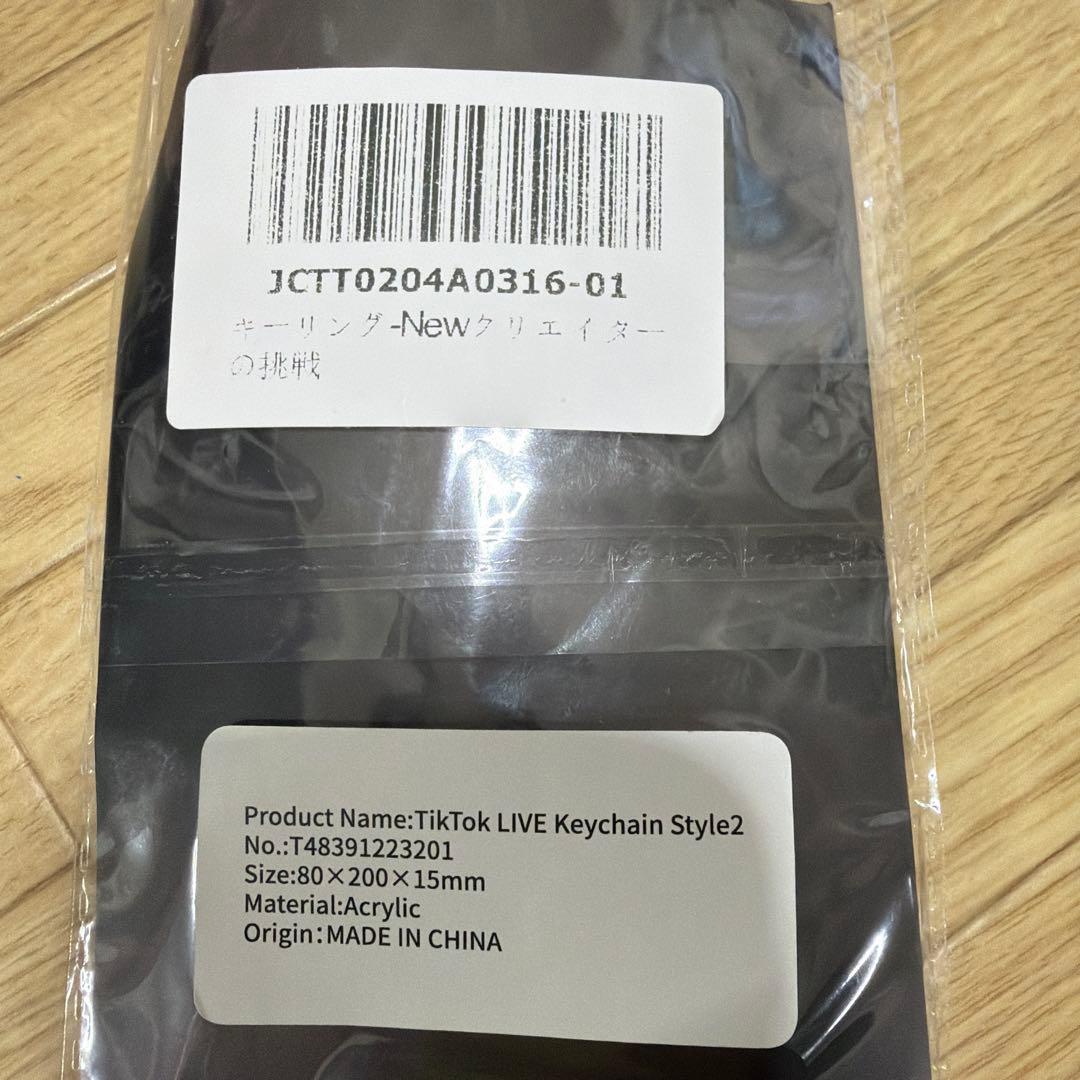 JCTT0204A0316-01
キーリング-Newクリエイター
の挑戦
Product Name:TikTok LIVE Keychain Style2
No.:T48391223201
Size:80×200×15mm
Material:Acrylic
Origin：MADE IN CHINA